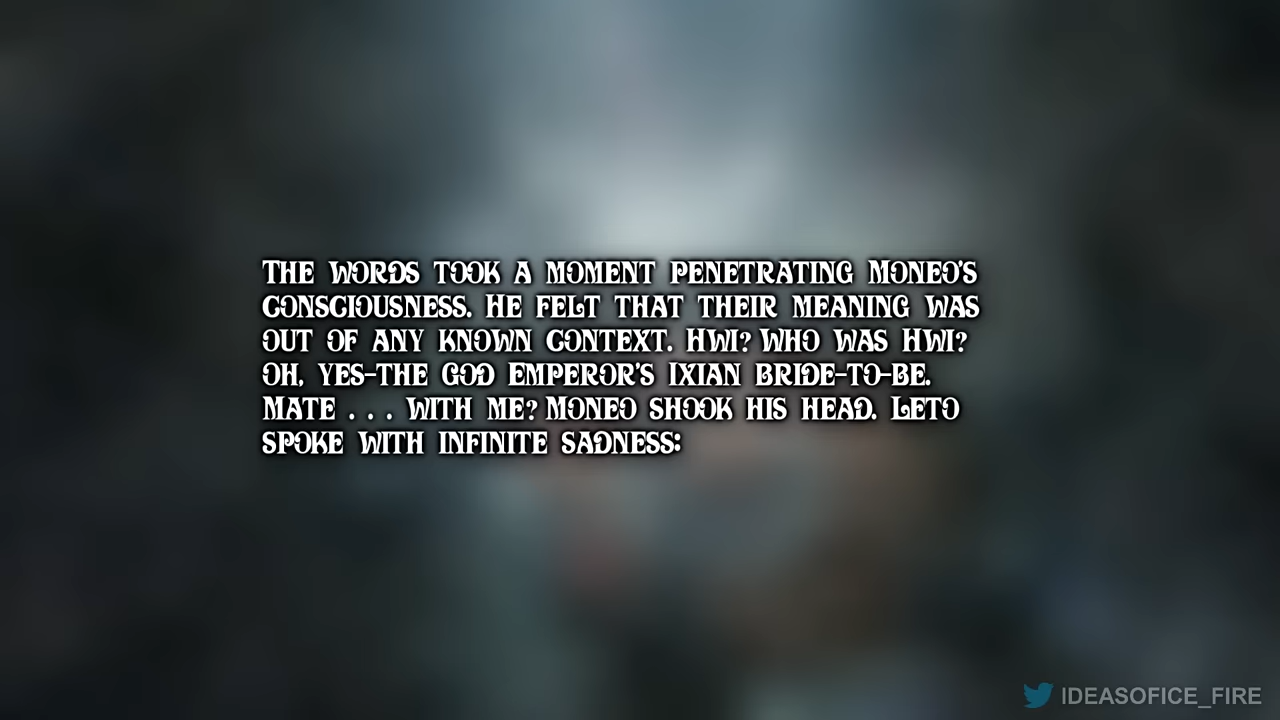 The words took a moment penetrating Moneo's
consciousness. He felt that their meaning was
out of any known context. Hwi? Who was Hwi?
Oh, yes-the God Emperor's Ixian bride-to-be.
Mate . . . with me? Moneo shook his head. Leto
spoke with infinite sadness:
IDEASOFICE_FIRE